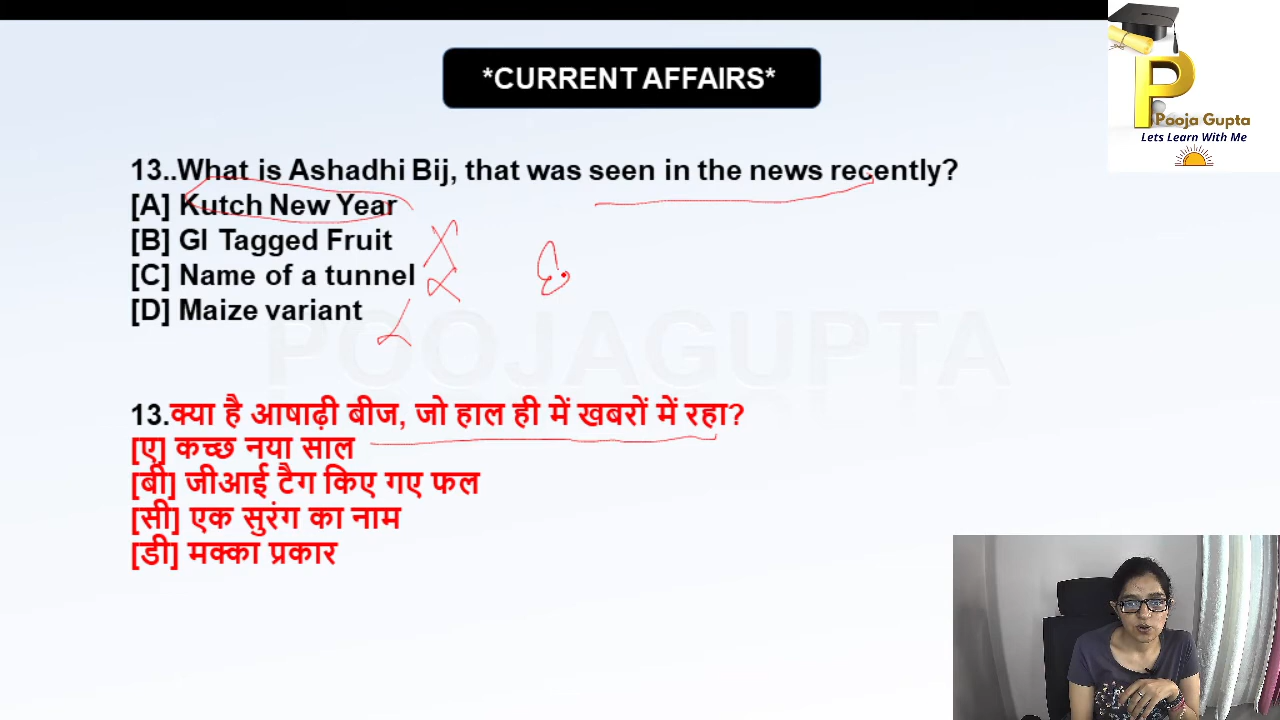 *CURRENT AFFAIRS*
P
Pooja Gupta
Lets Learn With Me
13..What is Ashadhi Bij, that was seen in the news recently?
[A] Kutch New Year
[B] GI Tagged Fruit
[C] Name of a tunnel
[D] Maize variant
POOJAGUPTA
13.क्या है आषाढ़ी बीज, जो हाल ही में खबरों में रहा?
[ए] कच्छ नया साल
[बी] जीआई टैग किए गए फल
[सी] एक सुरंग का नाम
[डी] मक्का प्रकार